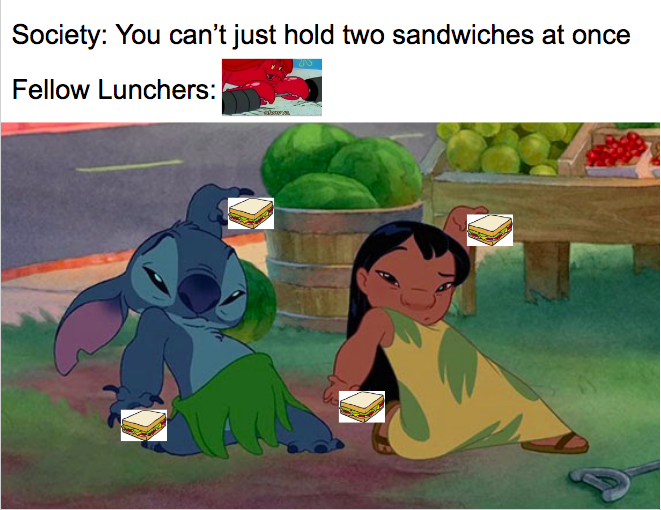 Society: You can’t just hold two sandwiches at once
Fellow Lunchers: